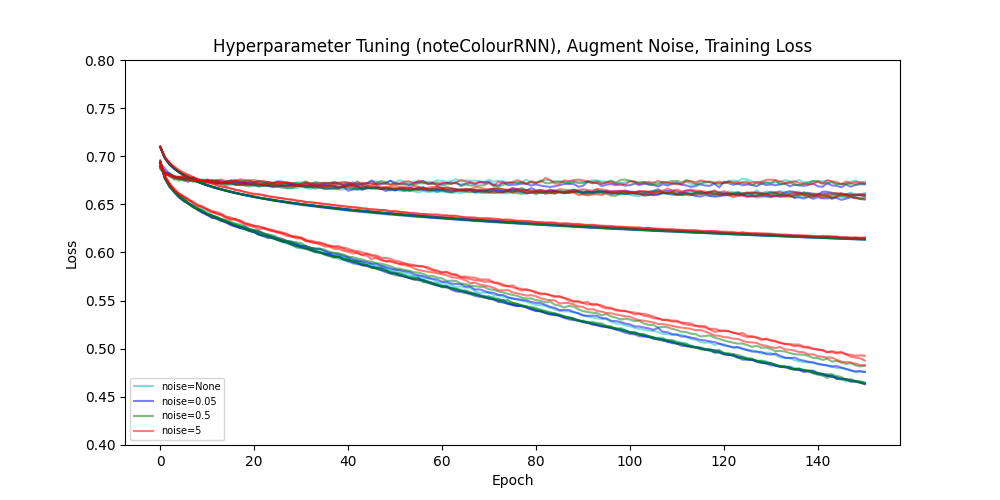 Hyperparameter Tuning (noteColourRNN), Augment Noise, Training Loss
0.80
0.75
0.70
0.65
0.60
0.55
0.50
0.45
0.40
Loss
noise=None
noise=0.05
noise=0.5
noise=5
0 20 40 60 80 100 120 140
Epoch